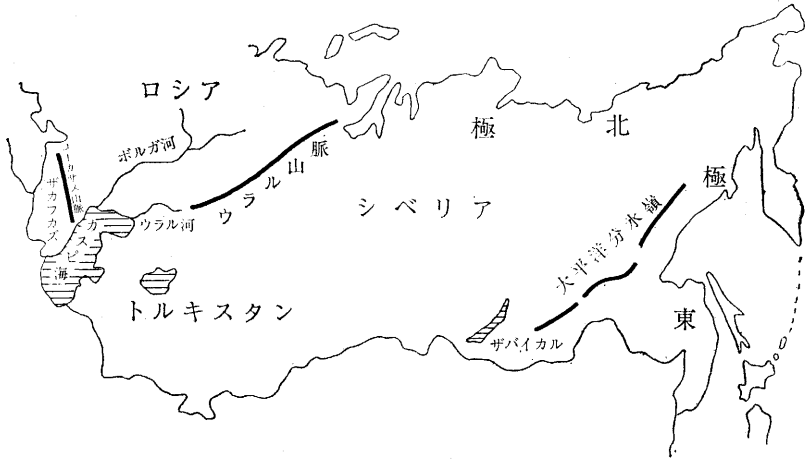 ロシア
極北
ボルガ河
ウラル山脈
コーカサス山脈
ザカフカズ
シベリア
極東
ウラル河
カスピ海
太平洋分水嶺
トルキスタン
ザバイカル